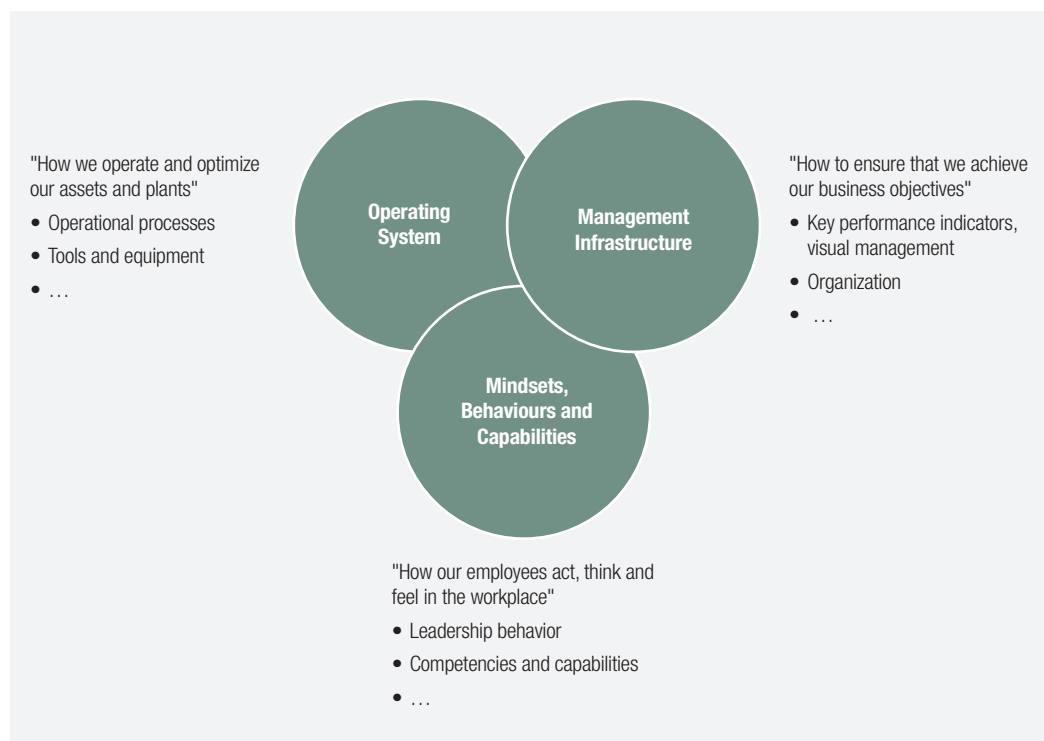 "How we operate and optimize
our assets and plants"
• Operational processes
• Tools and equipment
• …
Operating
System
Management
Infrastructure
"How to ensure that we achieve
our business objectives"
• Key performance indicators,
visual management
• Organization
• …
Mindsets,
Behaviours and
Capabilities
"How our employees act, think and
feel in the workplace"
• Leadership behavior
• Competencies and capabilities
• …